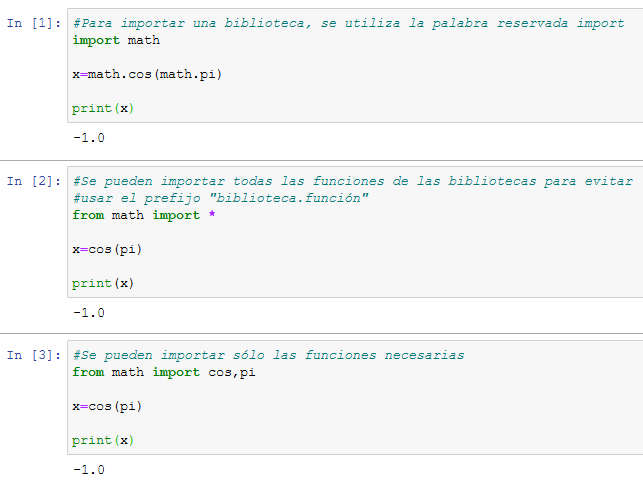 In [1]: #Para importar una biblioteca, se utiliza la palabra reservada import
import math
x=math.cos(math.pi)
print(x)
-1.0
In [2]: #Se pueden importar todas las funciones de las bibliotecas para evitar
#usar el prefijo "biblioteca.función"
from math import *
x=cos(pi)
print(x)
-1.0
In [3]: #Se pueden importar sólo las funciones necesarias
from math import cos,pi
x=cos(pi)
print(x)
-1.0